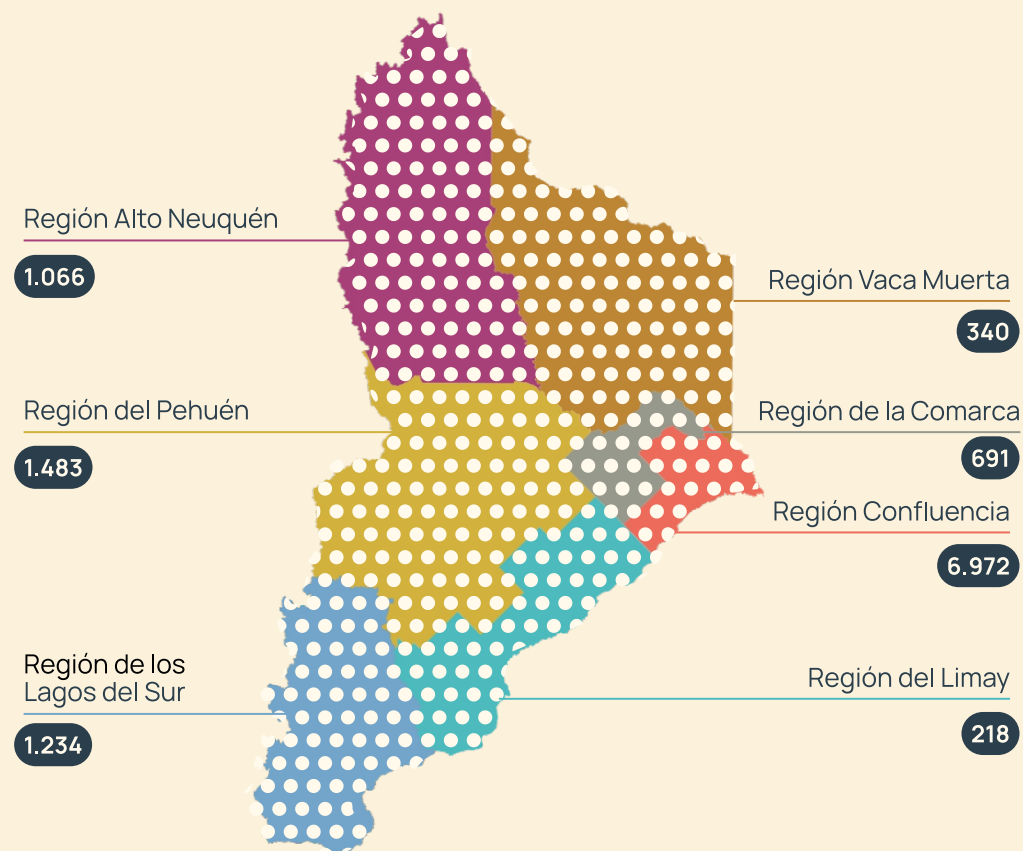 Región Alto Neuquén
1.066
Región Vaca Muerta
340
Región del Pehuén
1.483
Región de la Comarca
691
Región Confluencia
6.972
Región de los
Lagos del Sur
1.234
Región del Limay
218